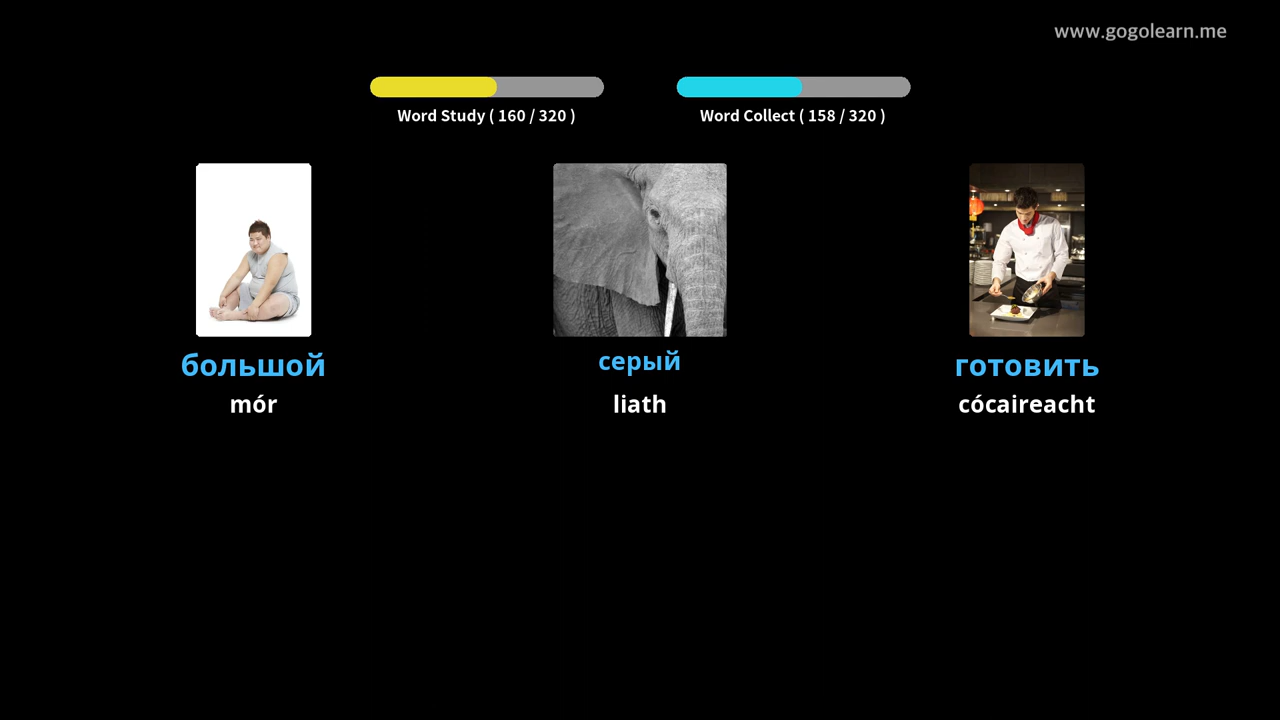 www.gogolearn.me
Word Study ( 160 / 320 )
Word Collect ( 158 / 320 )
большой
серый
готовить
mór
liath
cócaireacht